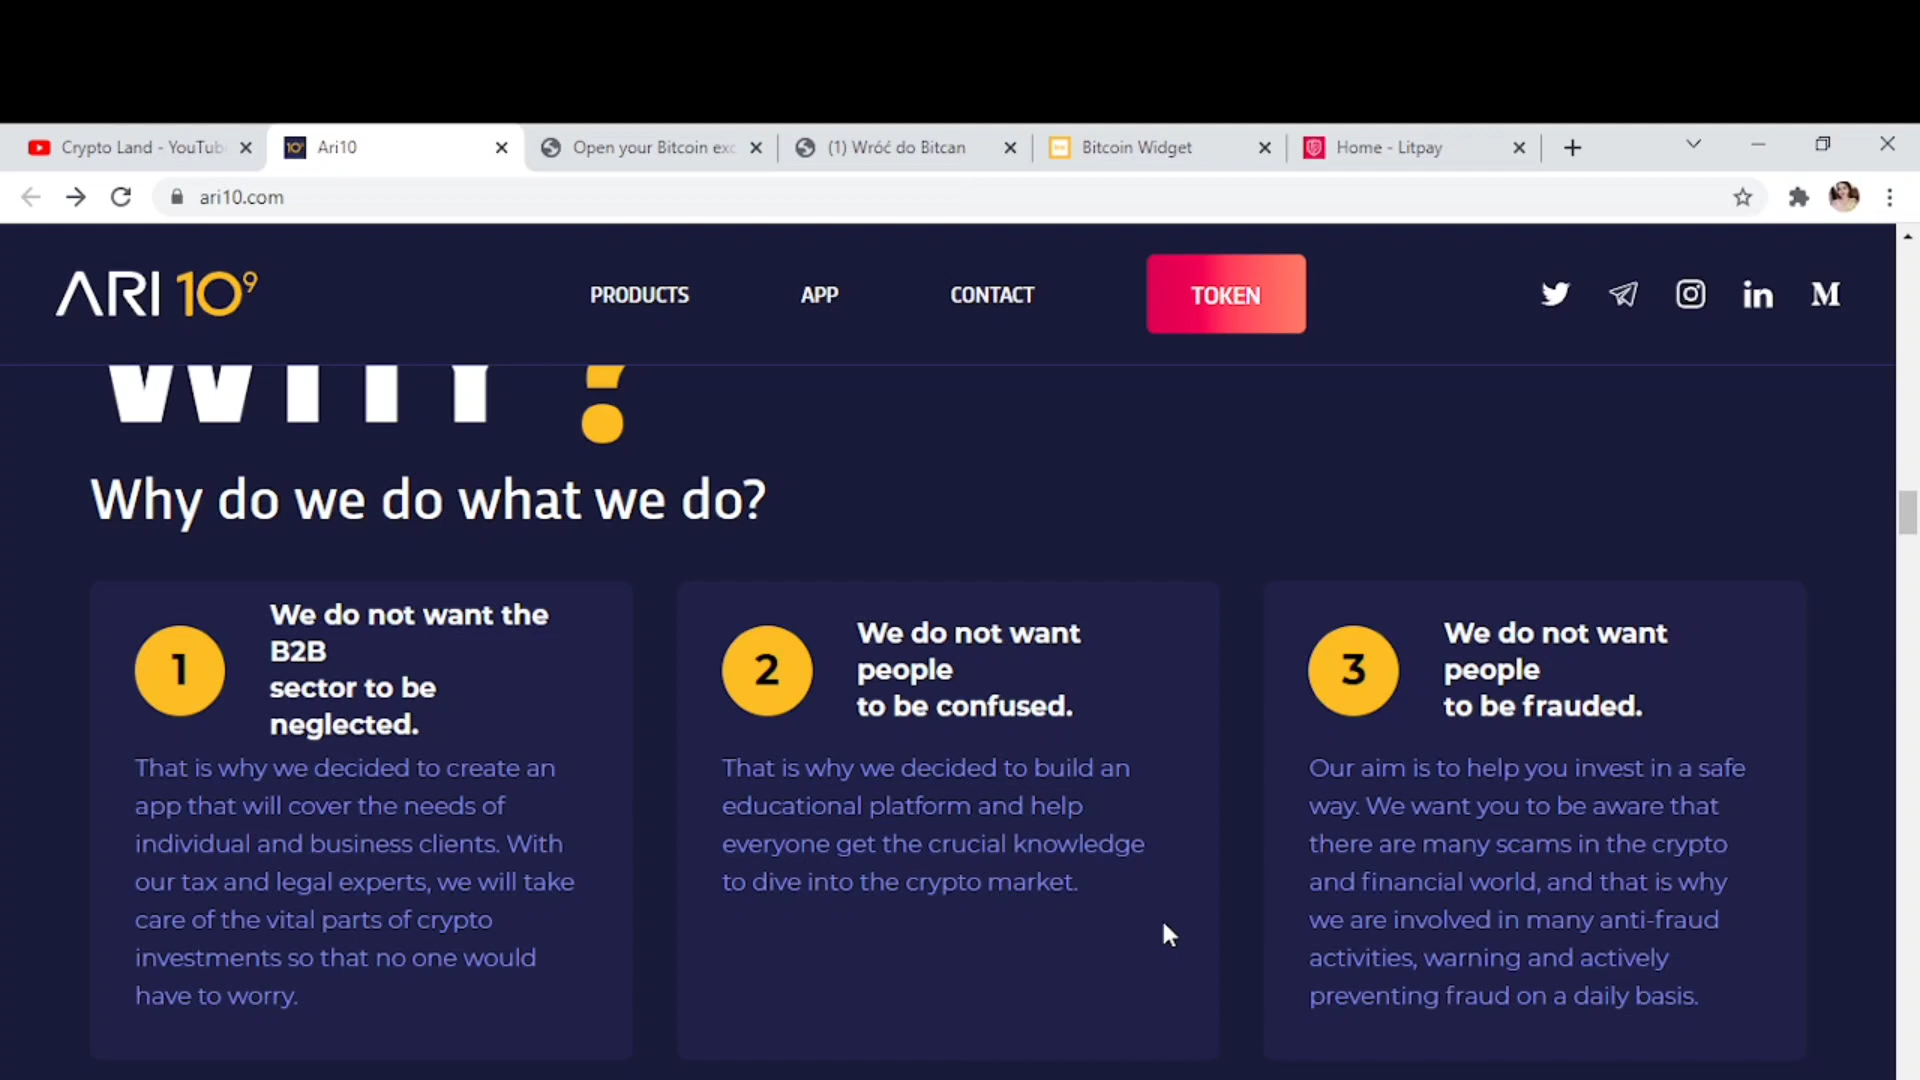 Crypto Land - YouTub
Ari10
Open your Bitcoin exc
(1) Wróć do Bitcan
Bitcoin Widget
Home - Litpay
ari10.com
ARI 10⁹
PRODUCTS
APP
CONTACT
TOKEN
WHY?
Why do we do what we do?
1
We do not want the
B2B
sector to be
neglected.
That is why we decided to create an
app that will cover the needs of
individual and business clients. With
our tax and legal experts, we will take
care of the vital parts of crypto
investments so that no one would
have to worry.
2
We do not want
people
to be confused.
That is why we decided to build an
educational platform and help
everyone get the crucial knowledge
to dive into the crypto market.
3
We do not want
people
to be frauded.
Our aim is to help you invest in a safe
way. We want you to be aware that
there are many scams in the crypto
and financial world, and that is why
we are involved in many anti-fraud
activities, warning and actively
preventing fraud on a daily basis.